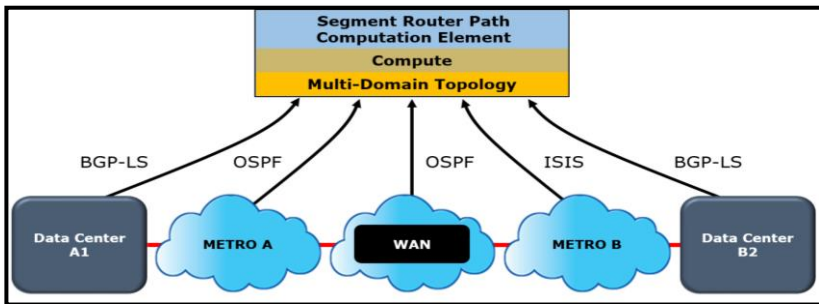 Segment Router Path
Computation Element
Compute
Multi-Domain Topology
BGP-LS
OSPF
OSPF
ISIS
BGP-LS
Data Center
A1
METRO A
WAN
METRO B
Data Center
B2